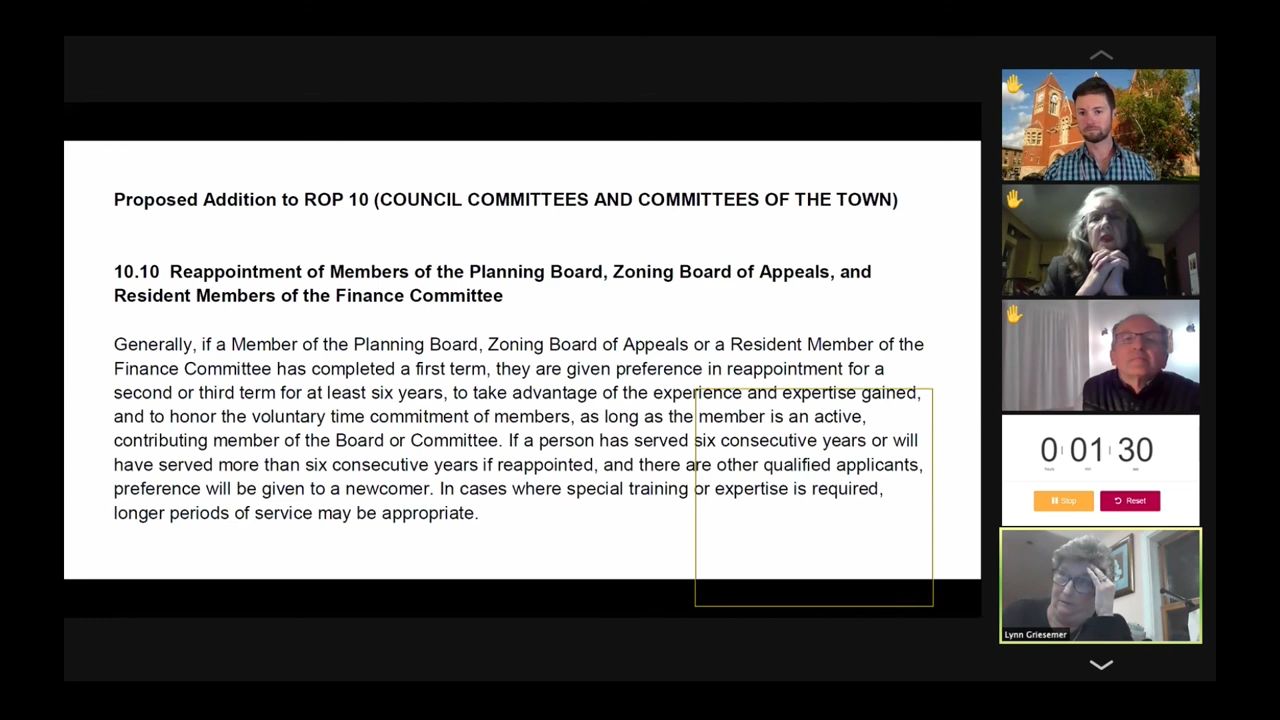 Proposed Addition to ROP 10 (COUNCIL COMMITTEES AND COMMITTEES OF THE TOWN)
10.10 Reappointment of Members of the Planning Board, Zoning Board of Appeals, and
Resident Members of the Finance Committee
Generally, if a Member of the Planning Board, Zoning Board of Appeals or a Resident Member of the
Finance Committee has completed a first term, they are given preference in reappointment for a
second or third term for at least six years, to take advantage of the experience and expertise gained,
and to honor the voluntary time commitment of members, as long as the member is an active,
contributing member of the Board or Committee. If a person has served six consecutive years or will
have served more than six consecutive years if reappointed, and there are other qualified applicants,
preference will be given to a newcomer. In cases where special training or expertise is required,
longer periods of service may be appropriate.
0 01 30
Stop Reset
Lynn Griesemer